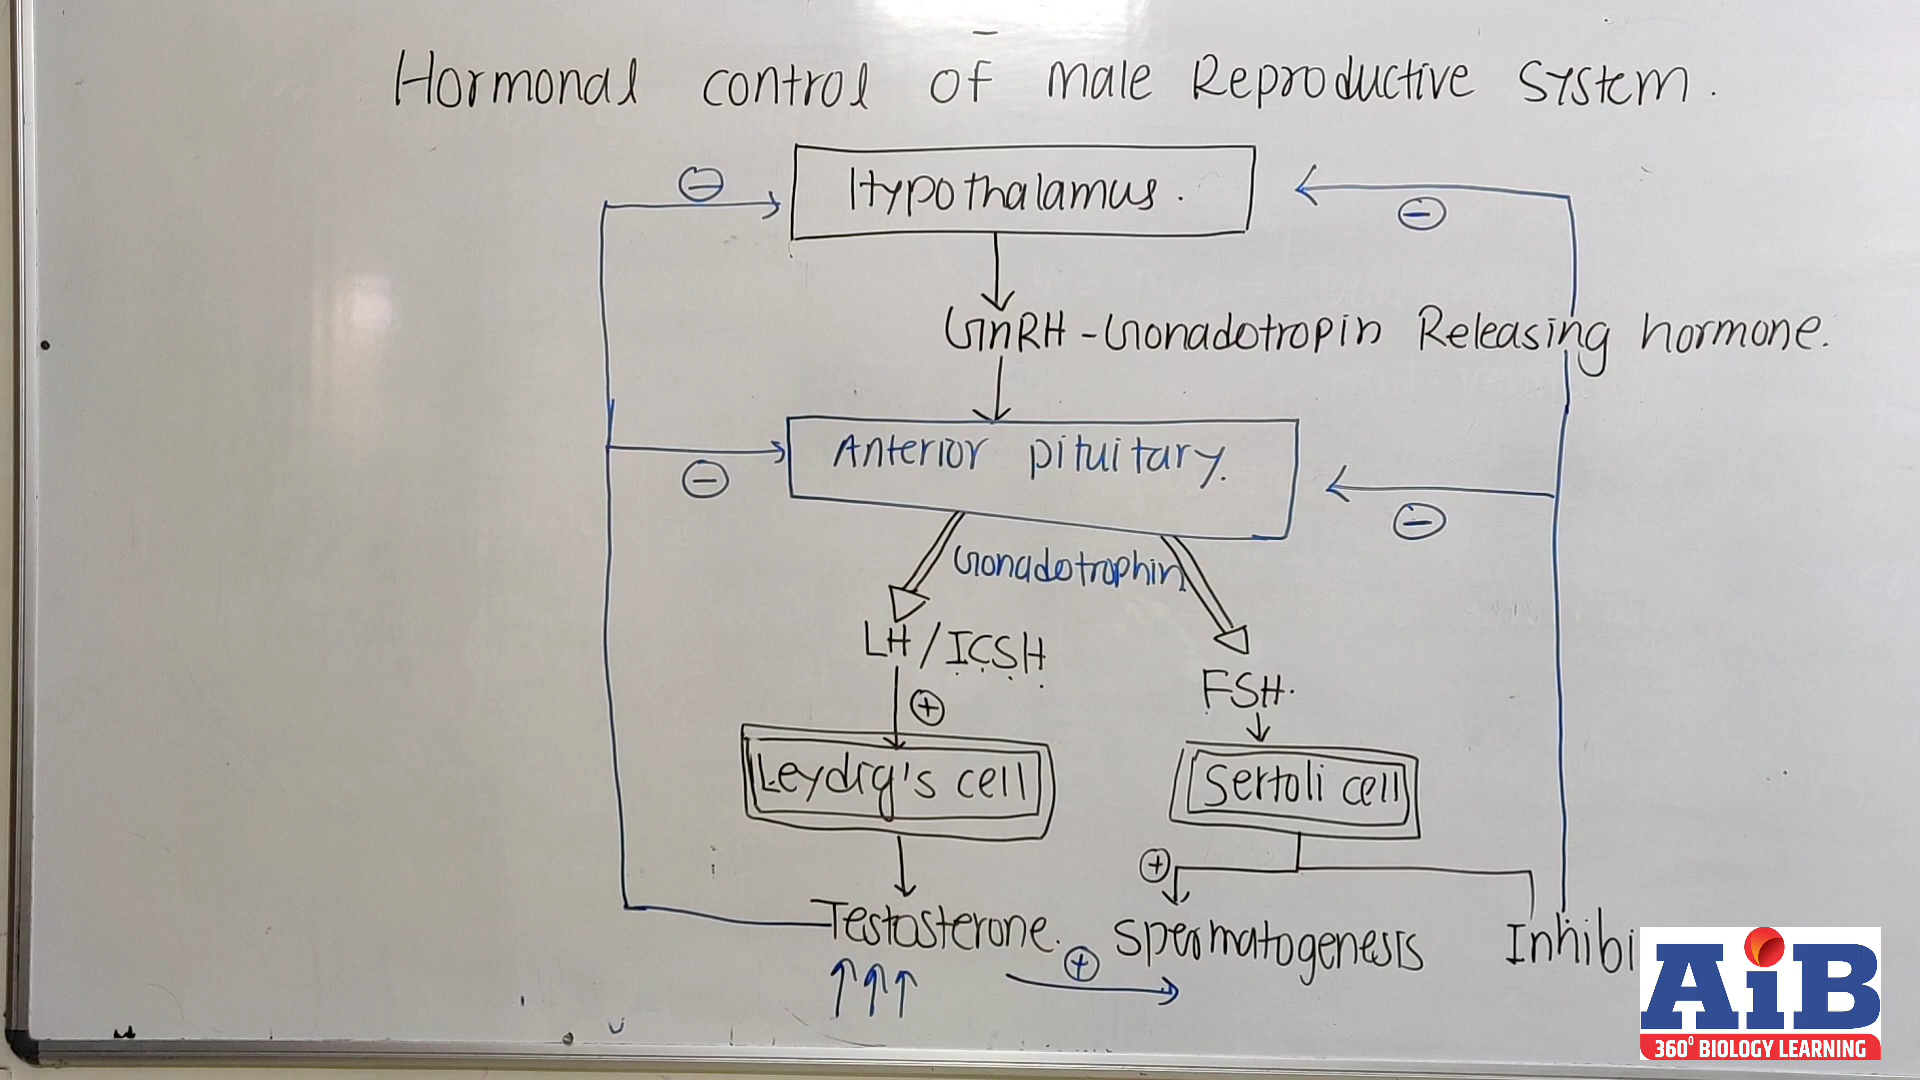 Hormonal control of male Reproductive System.
Hypothalamus.
GnRH - Gonadotropin Releasing hormone.
Anterior pituitary.
Gonadotrophin
LH/ICSH
FSH.
Leydig's cell
Sertoli cell
Testosterone.
Spermatogenesis
Inhibi
AiB
360° BIOLOGY LEARNING